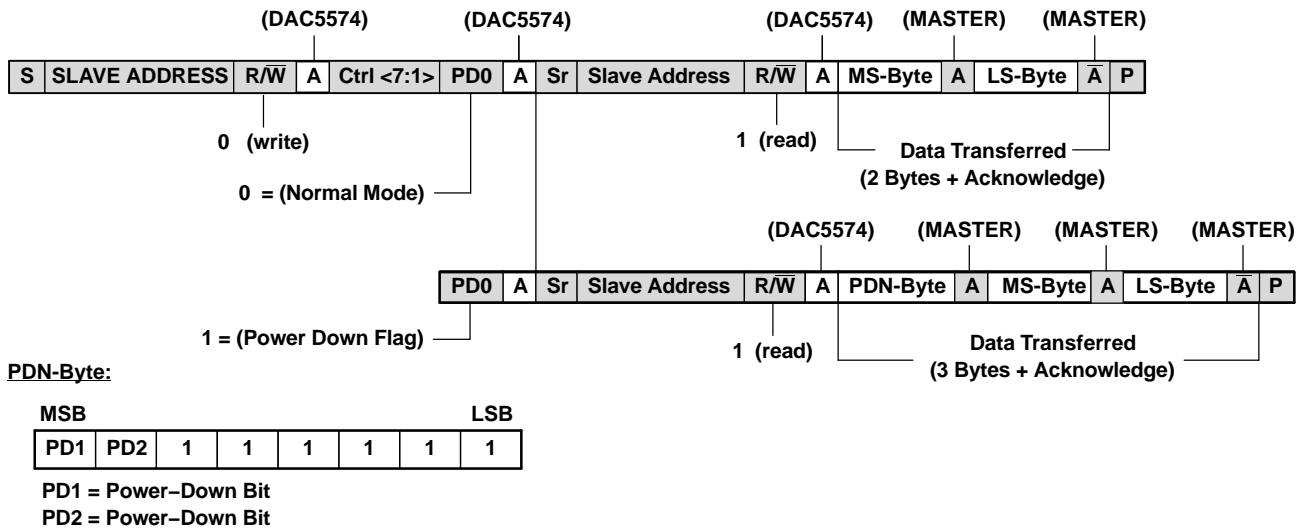 (DAC5574) (DAC5574) (DAC5574) (MASTER) (MASTER)
S SLAVE ADDRESS R/W̅ A Ctrl <7:1> PD0 A Sr Slave Address R/W̅ A MS-Byte A LS-Byte A̅ P
0 (write) 1 (read) Data Transferred
(2 Bytes + Acknowledge)
0 = (Normal Mode)
(DAC5574) (MASTER) (MASTER) (MASTER)
PD0 A Sr Slave Address R/W̅ A PDN-Byte A MS-Byte A LS-Byte A̅ P
1 = (Power Down Flag) 1 (read) Data Transferred
(3 Bytes + Acknowledge)
PDN-Byte:
MSB LSB
PD1 PD2 1 1 1 1 1 1
PD1 = Power−Down Bit
PD2 = Power−Down Bit